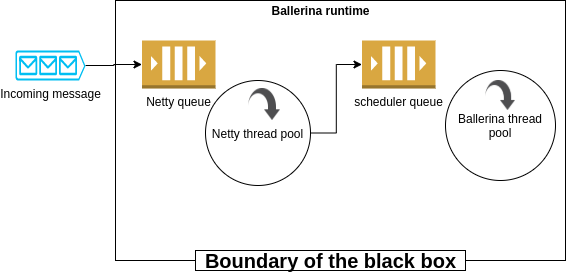 Ballerina runtime
Incoming message
Netty queue
scheduler queue
Netty thread pool
Ballerina thread
pool
Boundary of the black box